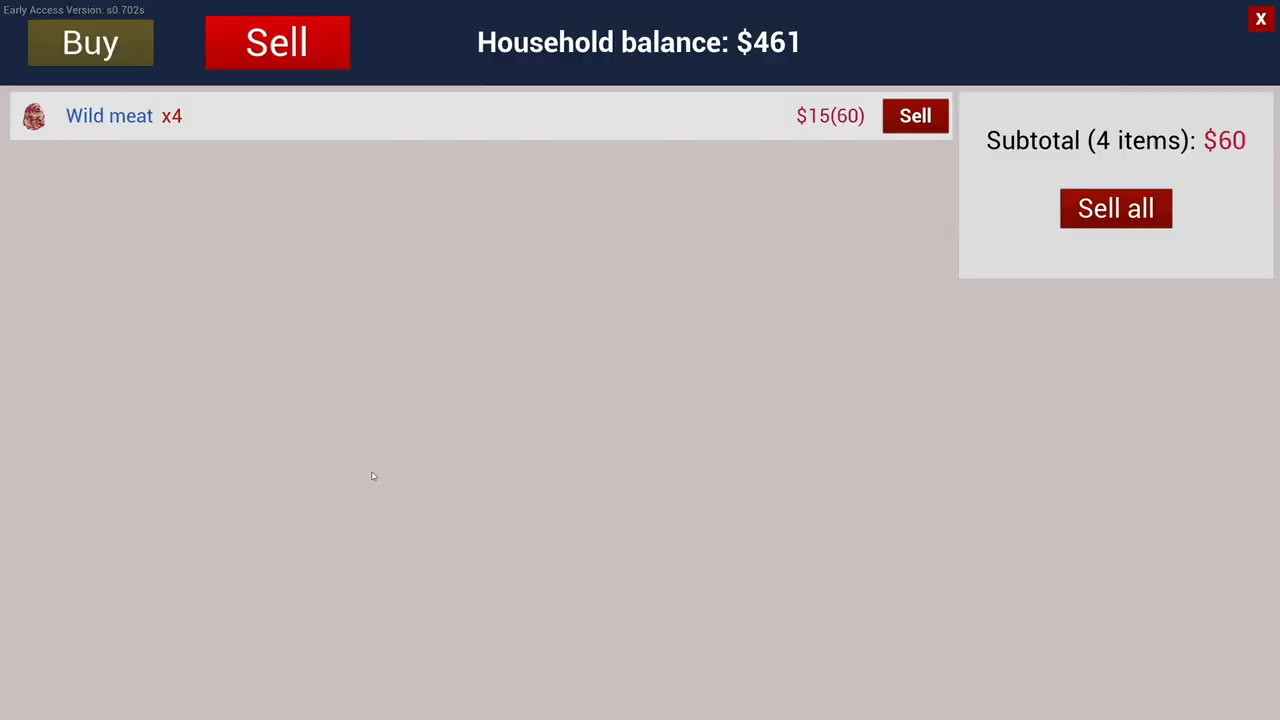 Early Access Version: s0.702s
Buy
Sell
Household balance: $461
X
Wild meat x4
$15(60)
Sell
Subtotal (4 items): $60
Sell all